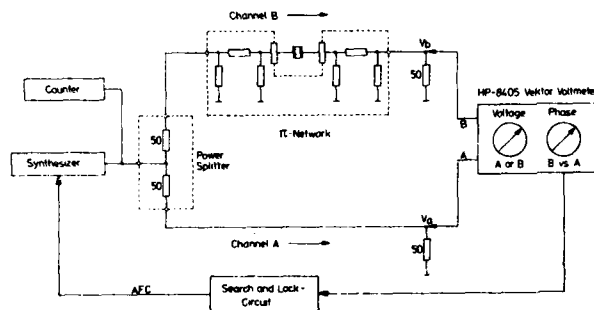 Channel B
Vb
50
Counter
HP-8405 Vektor Voltmeter
Voltage
Phase
B
50
π-Network
A or B
B vs A
Synthesizer
Power
Splitter
A
50
Va
Channel A
50
AFC
Search and Lock-
Circuit